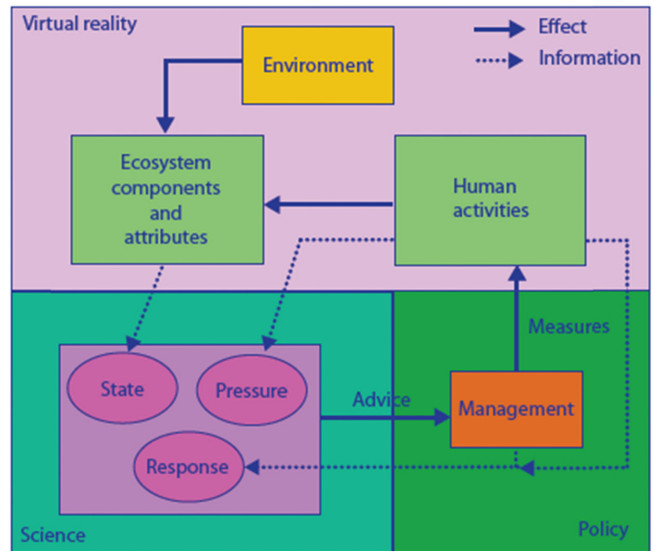 Virtual reality
Effect
Information
Environment
Ecosystem
components
and
attributes
Human
activities
Measures
State
Pressure
Advice
Management
Response
Science
Policy